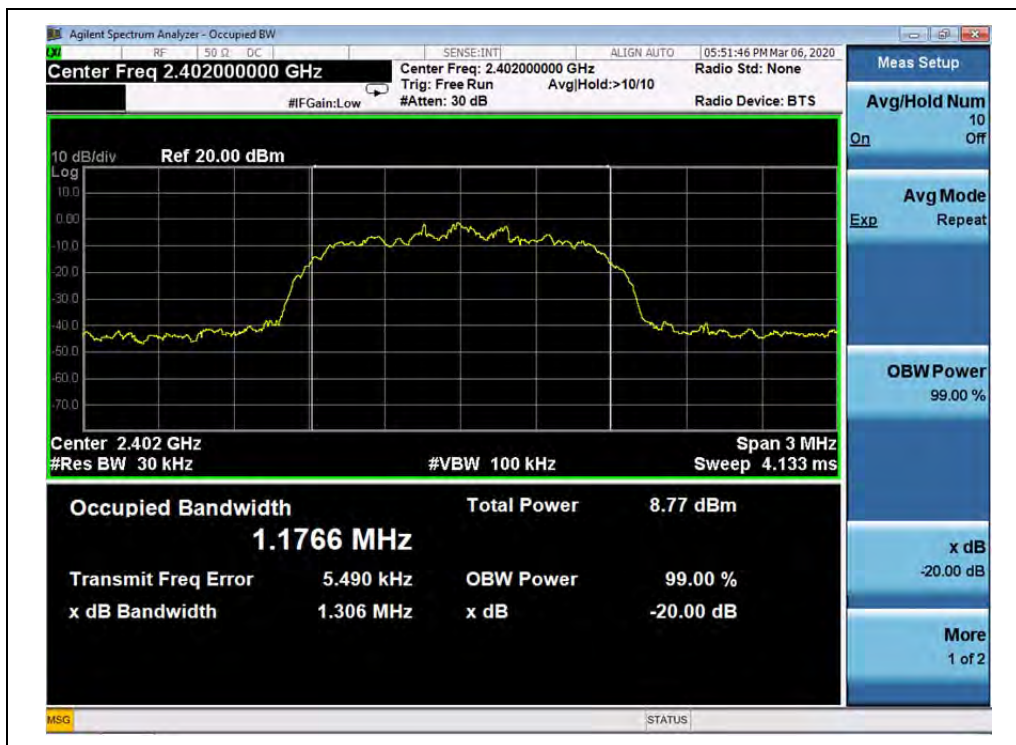 Agilent Spectrum Analyzer - Occupied BW
LXI RF 50 Ω DC SENSE:INT ALIGN AUTO 05:51:46 PM Mar 06, 2020
Center Freq 2.402000000 GHz
Center Freq: 2.402000000 GHz
Radio Std: None
Trig: Free Run Avg|Hold:>10/10
#IFGain:Low
#Atten: 30 dB
Radio Device: BTS
10 dB/div Ref 20.00 dBm
Log
10.0
0.00
-10.0
-20.0
-30.0
-40.0
-50.0
-60.0
-70.0
Center 2.402 GHz Span 3 MHz
#Res BW 30 kHz #VBW 100 kHz Sweep 4.133 ms
Occupied Bandwidth Total Power 8.77 dBm
1.1766 MHz
Transmit Freq Error 5.490 kHz OBW Power 99.00 %
x dB Bandwidth 1.306 MHz x dB -20.00 dB
Meas Setup
Avg/Hold Num
10
On Off
Avg Mode
Exp Repeat
OBW Power
99.00 %
x dB
-20.00 dB
More
1 of 2
MSG STATUS